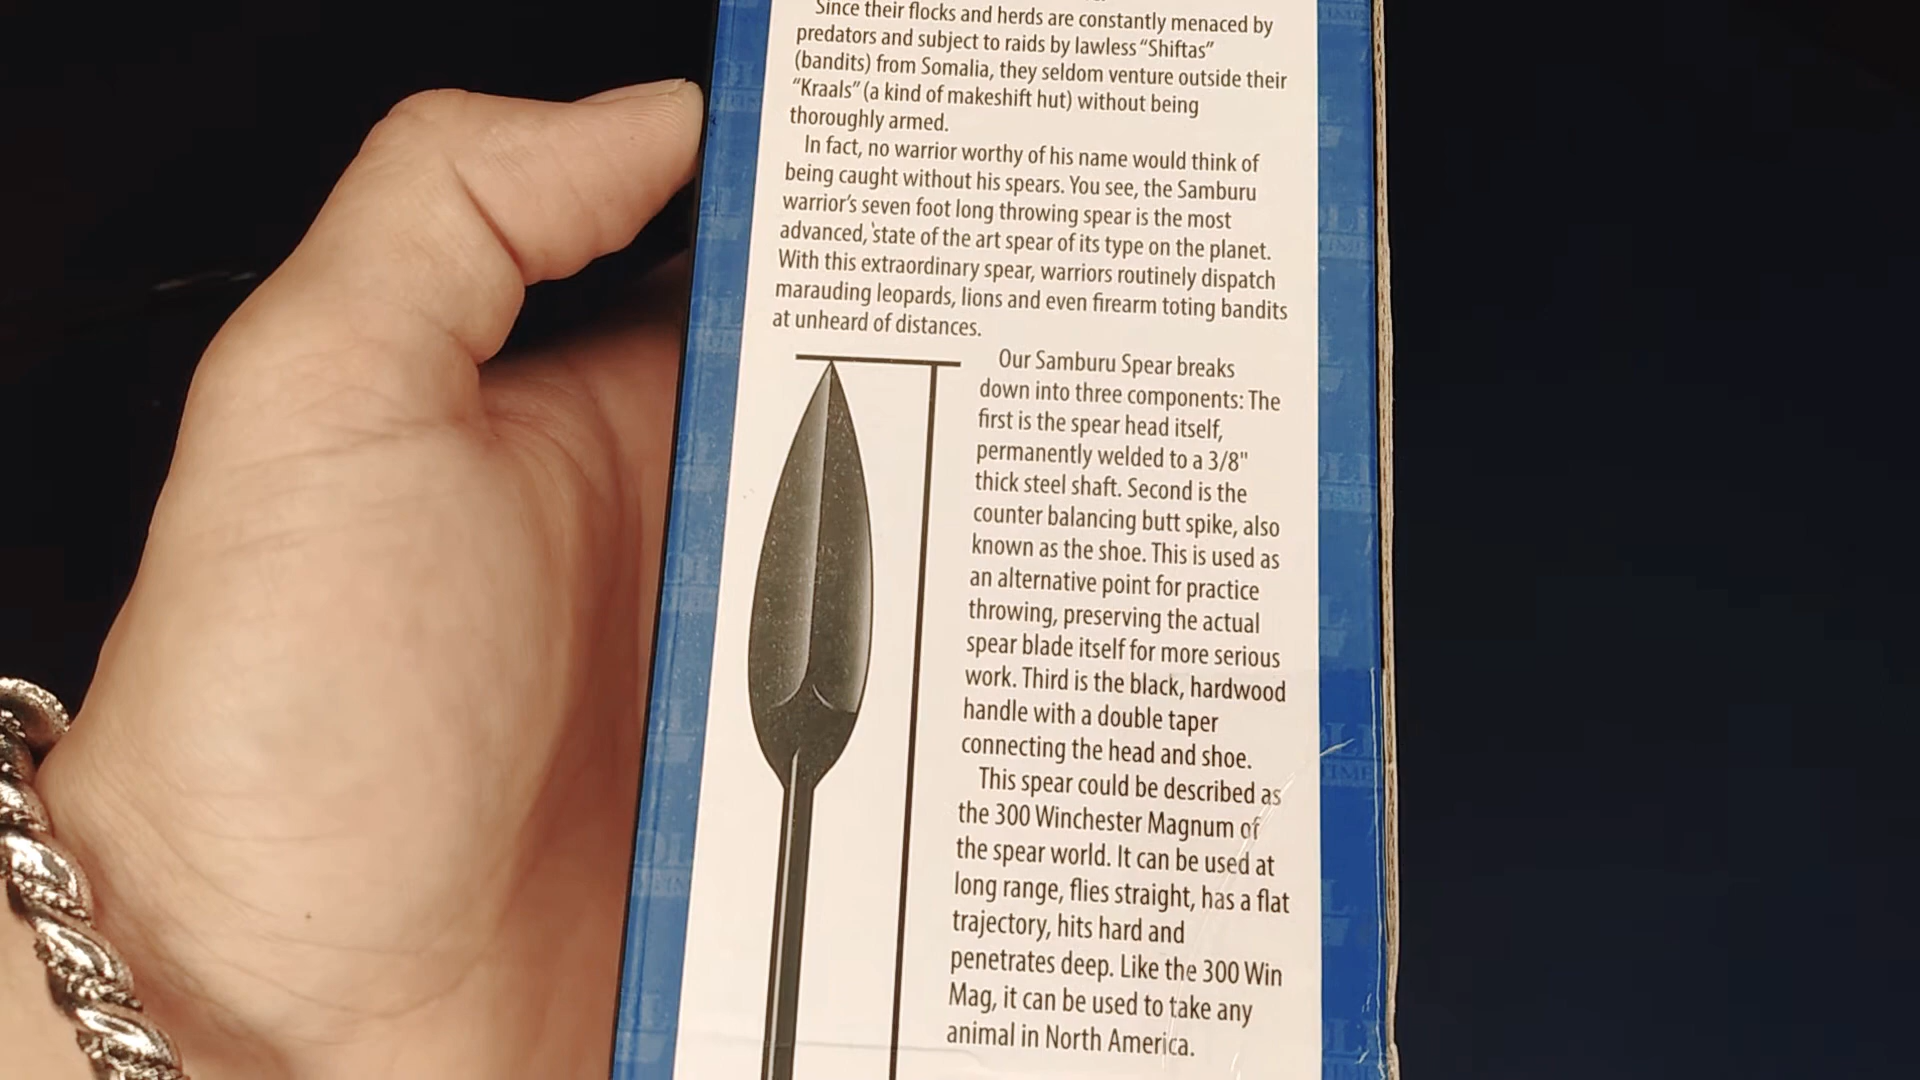 Since their flocks and herds are constantly menaced by
predators and subject to raids by lawless "Shiftas"
(bandits) from Somalia, they seldom venture outside their
"Kraals" (a kind of makeshift hut) without being
thoroughly armed.
In fact, no warrior worthy of his name would think of
being caught without his spears. You see, the Samburu
warrior's seven foot long throwing spear is the most
advanced, state of the art spear of its type on the planet.
With this extraordinary spear, warriors routinely dispatch
marauding leopards, lions and even firearm toting bandits
at unheard of distances.
Our Samburu Spear breaks
down into three components: The
first is the spear head itself,
permanently welded to a 3/8"
thick steel shaft. Second is the
counter balancing butt spike, also
known as the shoe. This is used as
an alternative point for practice
throwing, preserving the actual
spear blade itself for more serious
work. Third is the black, hardwood
handle with a double taper
connecting the head and shoe.
This spear could be described as
the 300 Winchester Magnum of
the spear world. It can be used at
long range, flies straight, has a flat
trajectory, hits hard and
penetrates deep. Like the 300 Win
Mag, it can be used to take any
animal in North America.